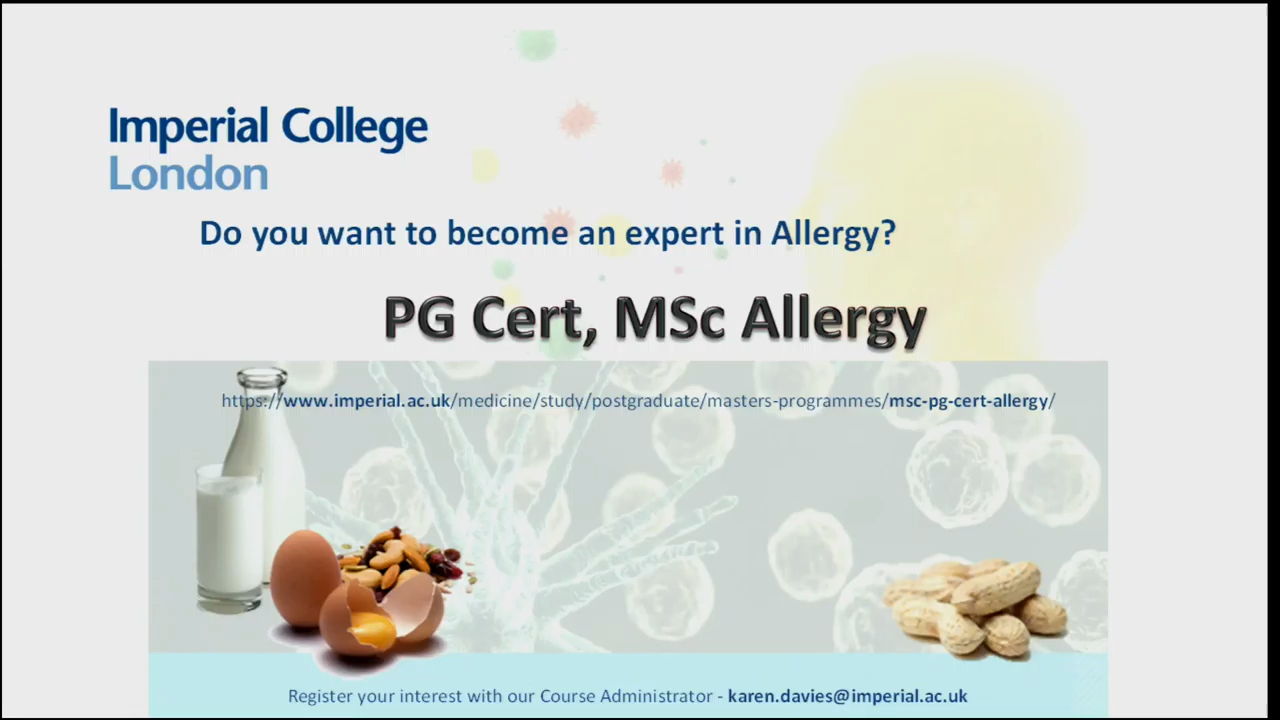 Imperial College
London
Do you want to become an expert in Allergy?
PG Cert, MSc Allergy
https://www.imperial.ac.uk/medicine/study/postgraduate/masters-programmes/msc-pg-cert-allergy/
Register your interest with our Course Administrator - karen.davies@imperial.ac.uk